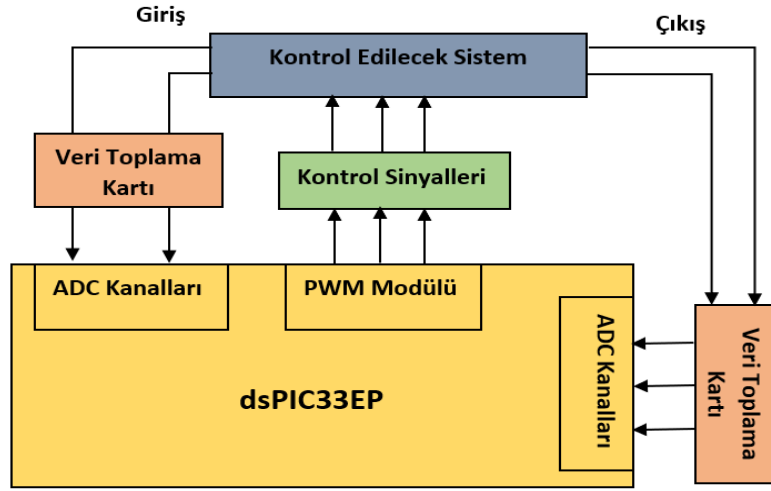 Giriş
Çıkış
Kontrol Edilecek Sistem
Veri Toplama
Kartı
Kontrol Sinyalleri
ADC Kanalları
PWM Modülü
ADC Kanalları
Veri Toplama
Kartı
dsPIC33EP